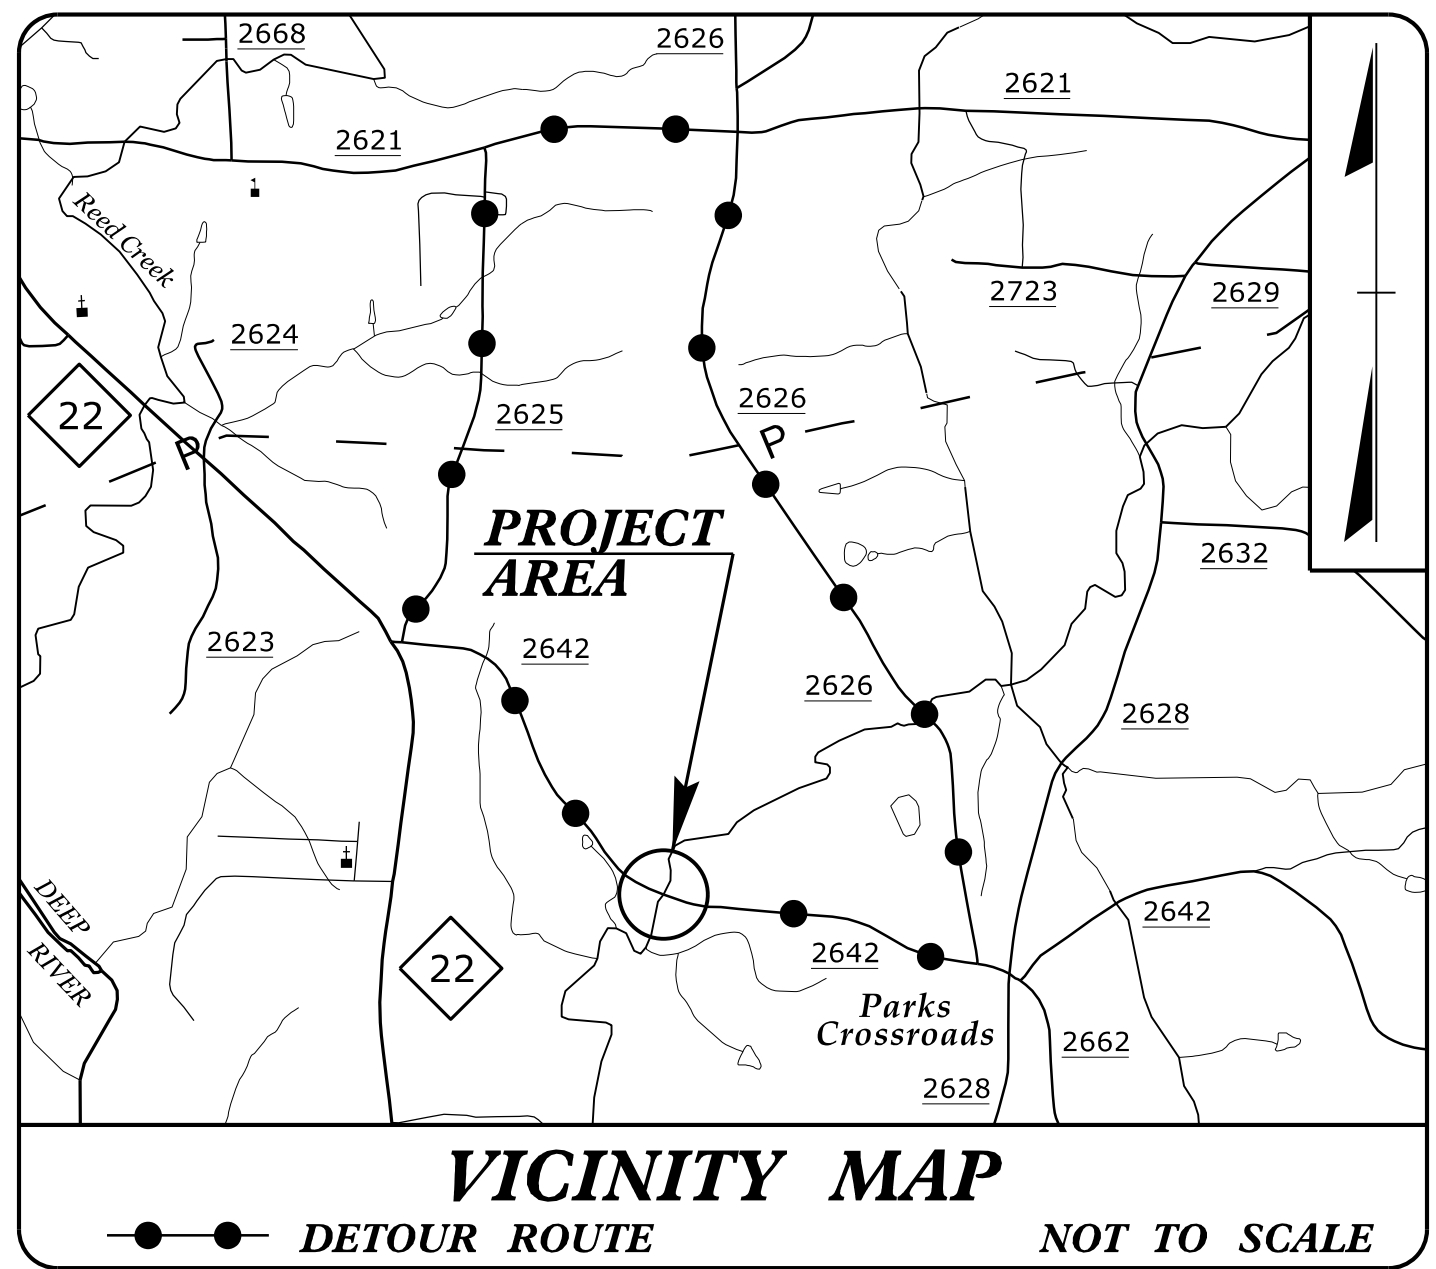 2668
2626
2621
2621
Reed Creek
2723
2629
2624
22
2626
2625
P
P
PROJECT
AREA
2632
2623
2642
2626
2628
DEEP
RIVER
22
2642
2642
Parks
Crossroads
2662
2628
VICINITY MAP
DETOUR ROUTE
NOT TO SCALE